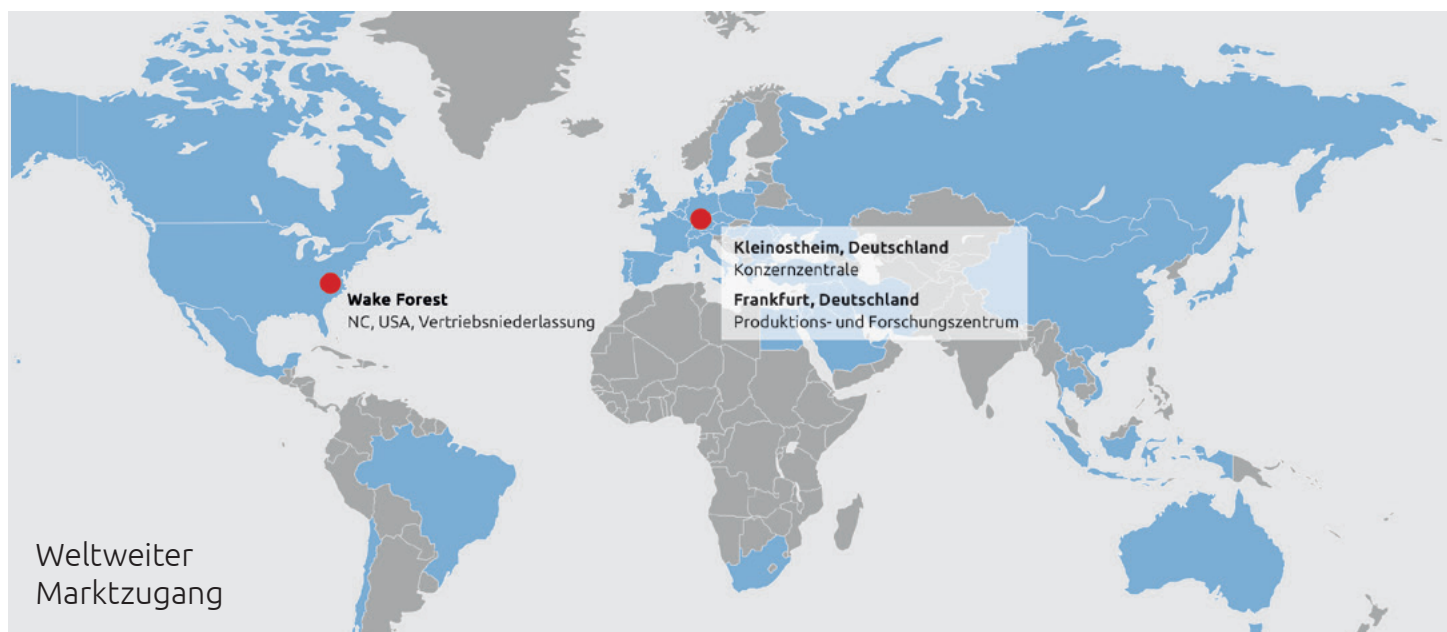 Kleinostheim, Deutschland
Konzernzentrale
Frankfurt, Deutschland
Produktions- und Forschungszentrum
Wake Forest
NC, USA, Vertriebsniederlassung
Weltweiter
Marktzugang